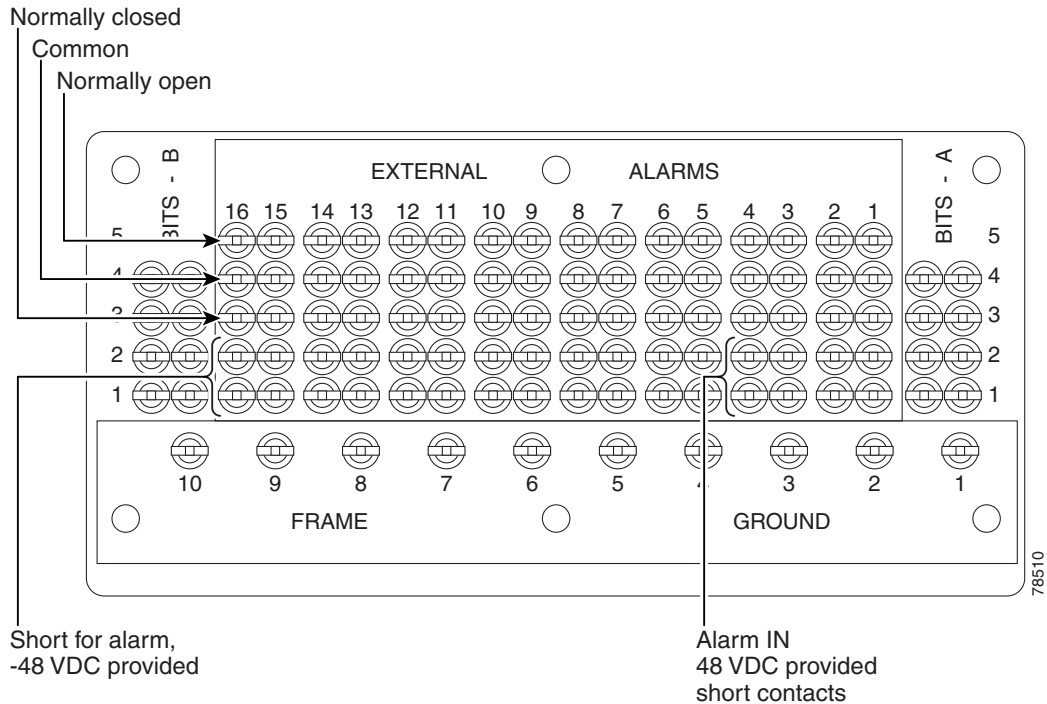 Normally closed
Common
Normally open
BITS - B
EXTERNAL ALARMS
BITS - A
16 15 14 13 12 11 10 9 8 7 6 5 4 3 2 1
5 5
4 4
3 3
2 2
1 1
10 9 8 7 6 5 4 3 2 1
FRAME GROUND
78510
Short for alarm,
-48 VDC provided
Alarm IN
48 VDC provided
short contacts